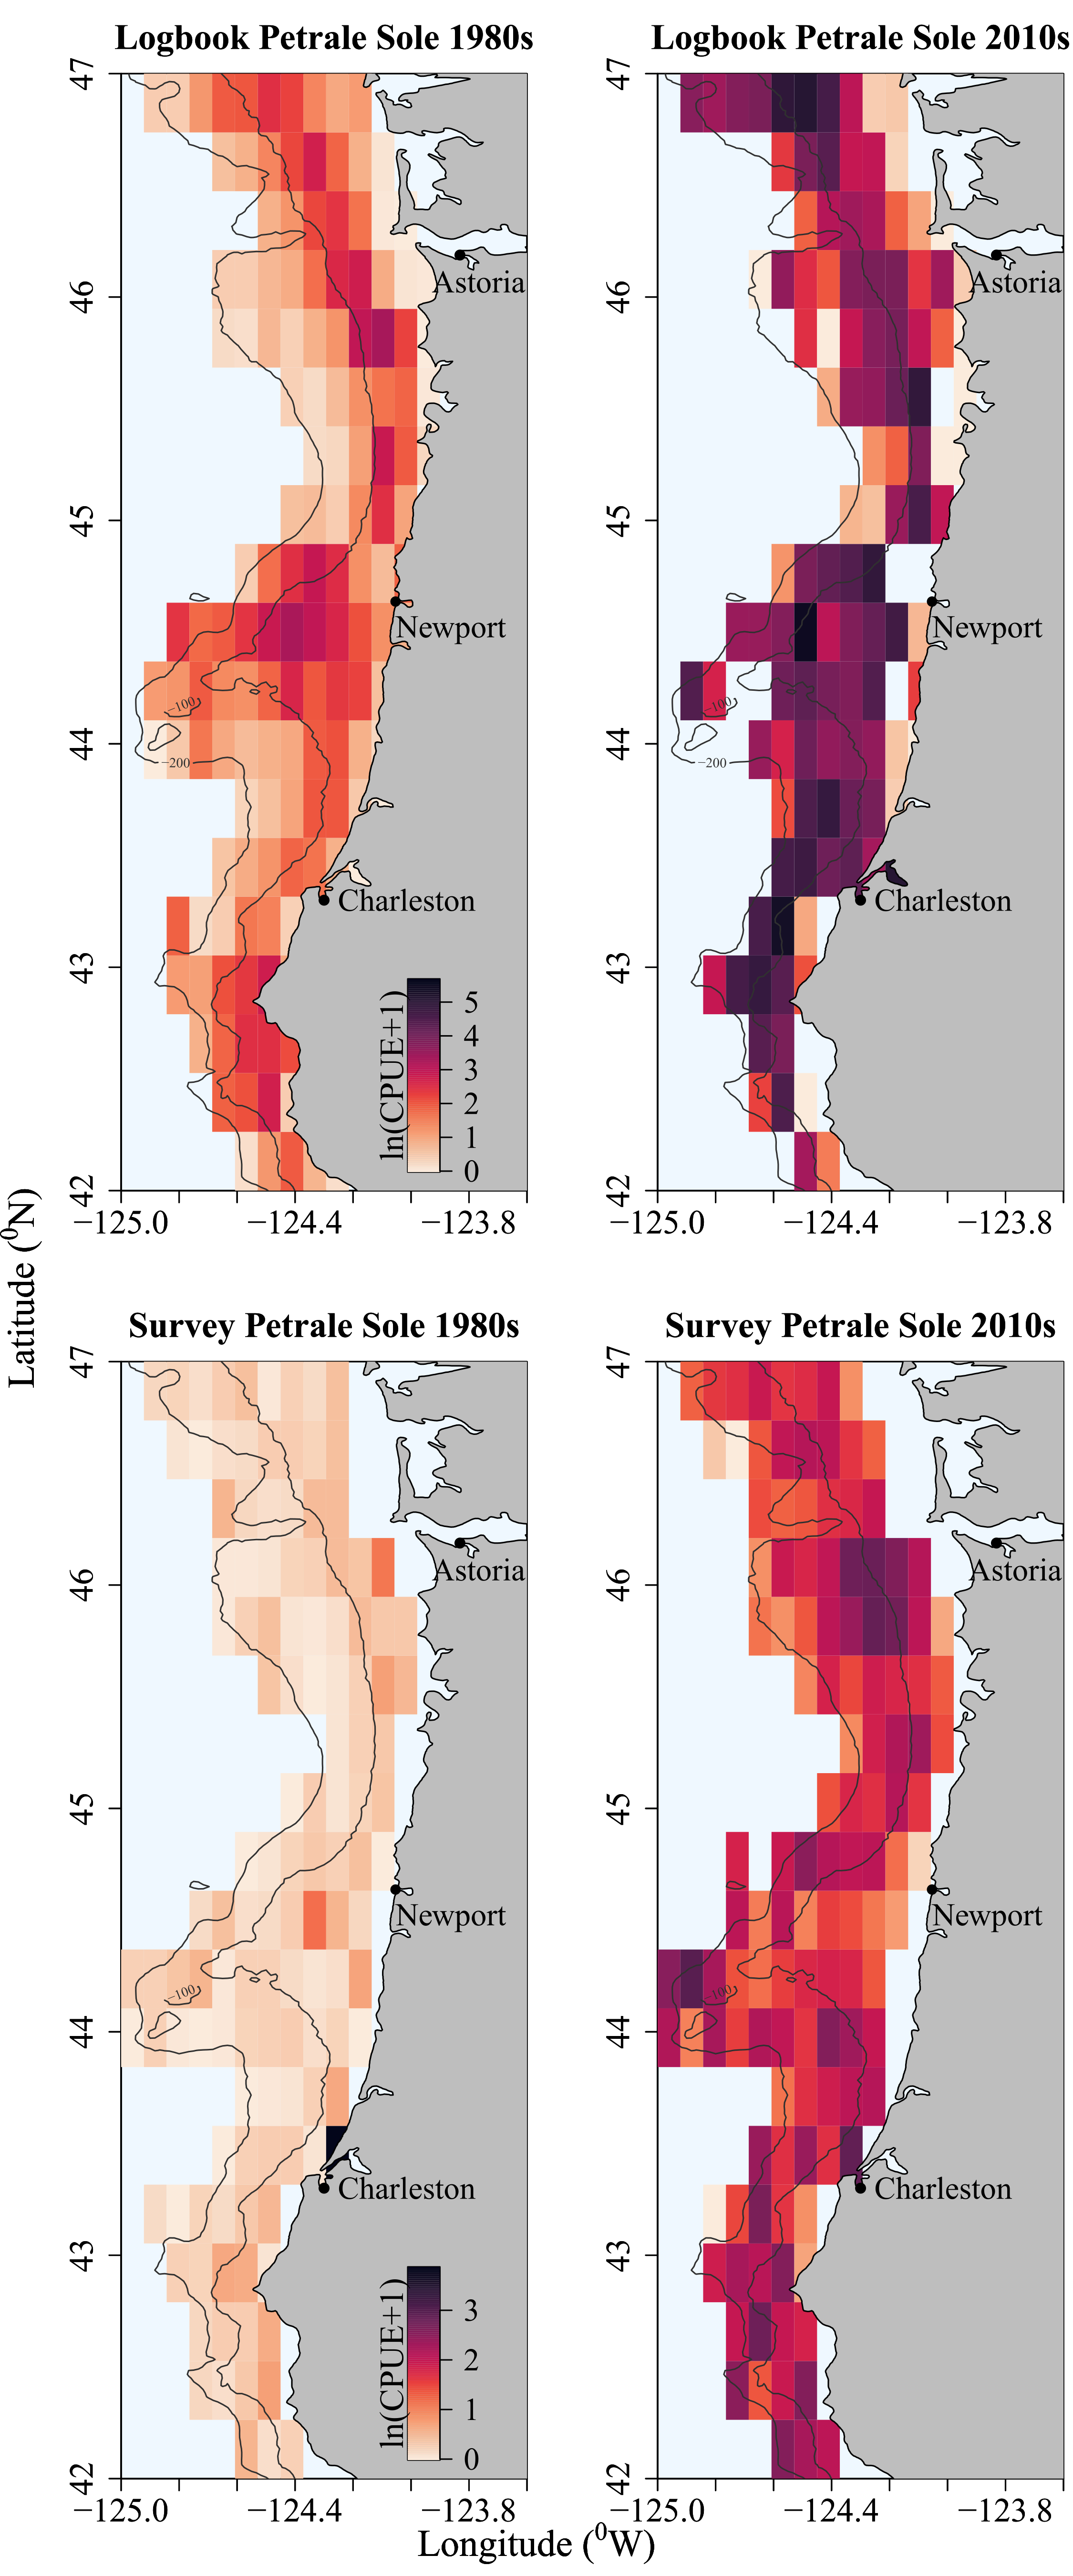 Logbook Petrale Sole 1980s
47
46
45
44
43
42
−125.0
−124.4
−123.8
Astoria
Newport
Charleston
−100
−200
ln(CPUE+1)
5
4
3
2
1
0
Logbook Petrale Sole 2010s
47
46
45
44
43
42
−125.0
−124.4
−123.8
Astoria
Newport
Charleston
−100
−200
Latitude (⁰N)
Survey Petrale Sole 1980s
47
46
45
44
43
42
−125.0
−124.4
−123.8
Astoria
Newport
Charleston
−100
ln(CPUE+1)
3
2
1
0
Survey Petrale Sole 2010s
47
46
45
44
43
42
−125.0
−124.4
−123.8
Astoria
Newport
Charleston
−100
Longitude (⁰W)